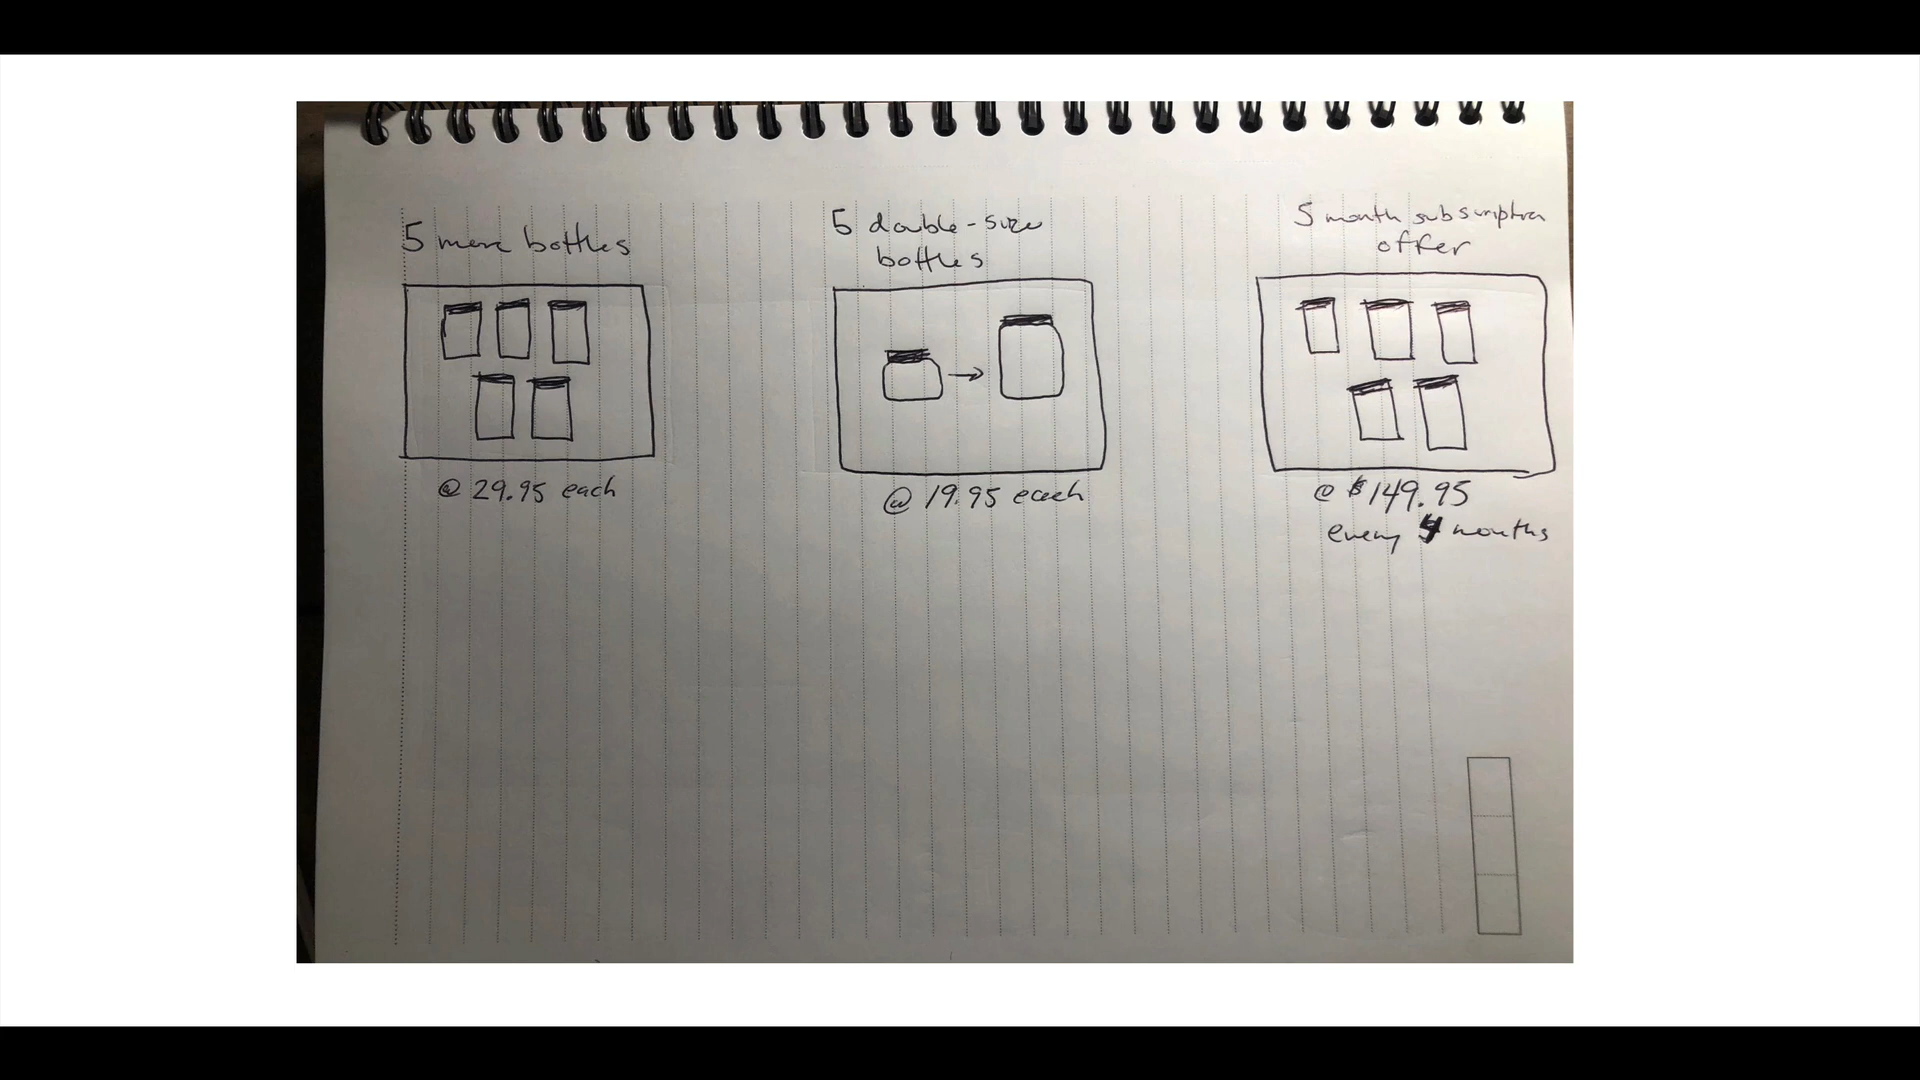 5 more bottles
@ 29.95 each
5 double-size
bottles
@ 19.95 each
5 month subscription
offer
@ $149.95
every months